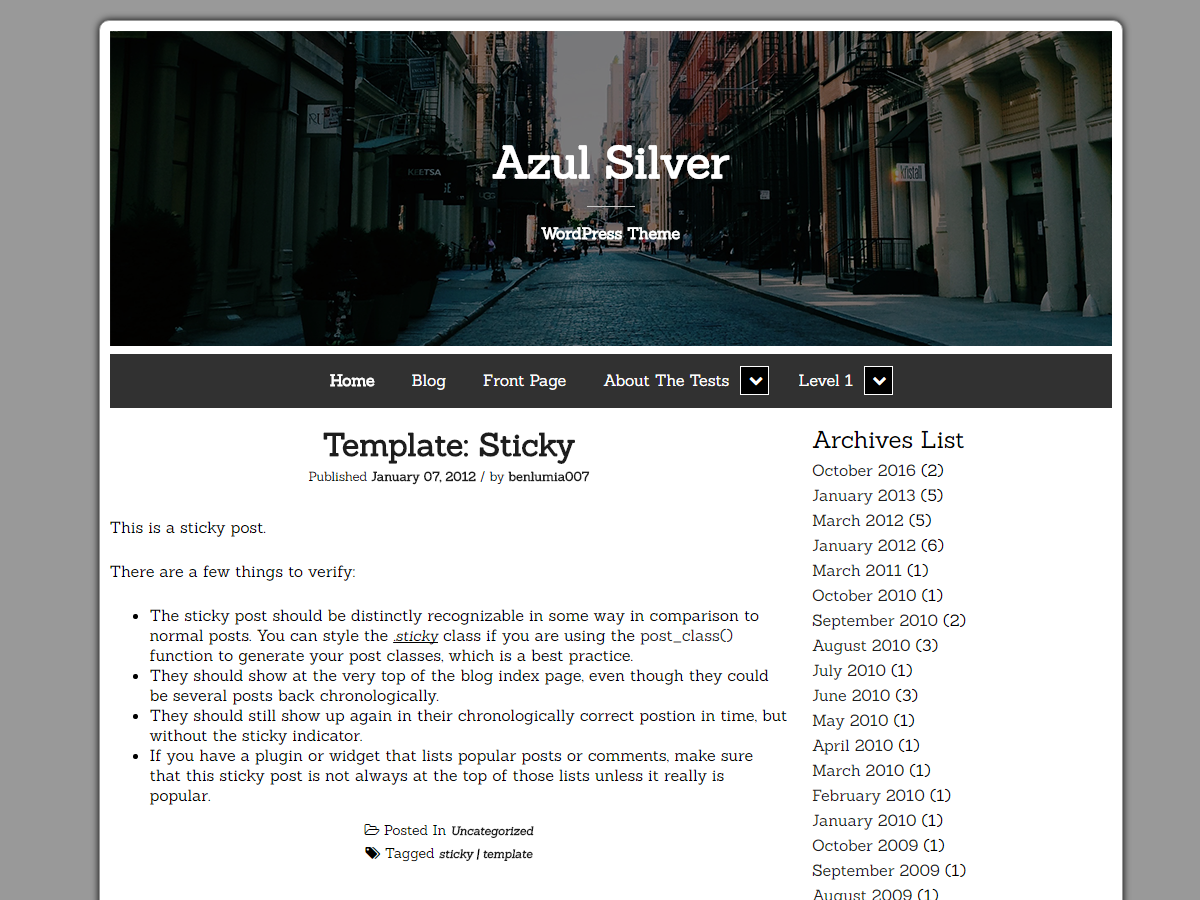 KEETSA
kristall
Azul Silver
WordPress Theme
Home Blog Front Page About The Tests Level 1
Template: Sticky
Published January 07, 2012 / by benlumia007
This is a sticky post.
There are a few things to verify:
The sticky post should be distinctly recognizable in some way in comparison to
normal posts. You can style the .sticky class if you are using the post_class()
function to generate your post classes, which is a best practice.
They should show at the very top of the blog index page, even though they could
be several posts back chronologically.
They should still show up again in their chronologically correct postion in time, but
without the sticky indicator.
If you have a plugin or widget that lists popular posts or comments, make sure
that this sticky post is not always at the top of those lists unless it really is
popular.
Posted In Uncategorized
Tagged sticky | template
Archives List
October 2016 (2)
January 2013 (5)
March 2012 (5)
January 2012 (6)
March 2011 (1)
October 2010 (1)
September 2010 (2)
August 2010 (3)
July 2010 (1)
June 2010 (3)
May 2010 (1)
April 2010 (1)
March 2010 (1)
February 2010 (1)
January 2010 (1)
October 2009 (1)
September 2009 (1)
August 2009 (1)